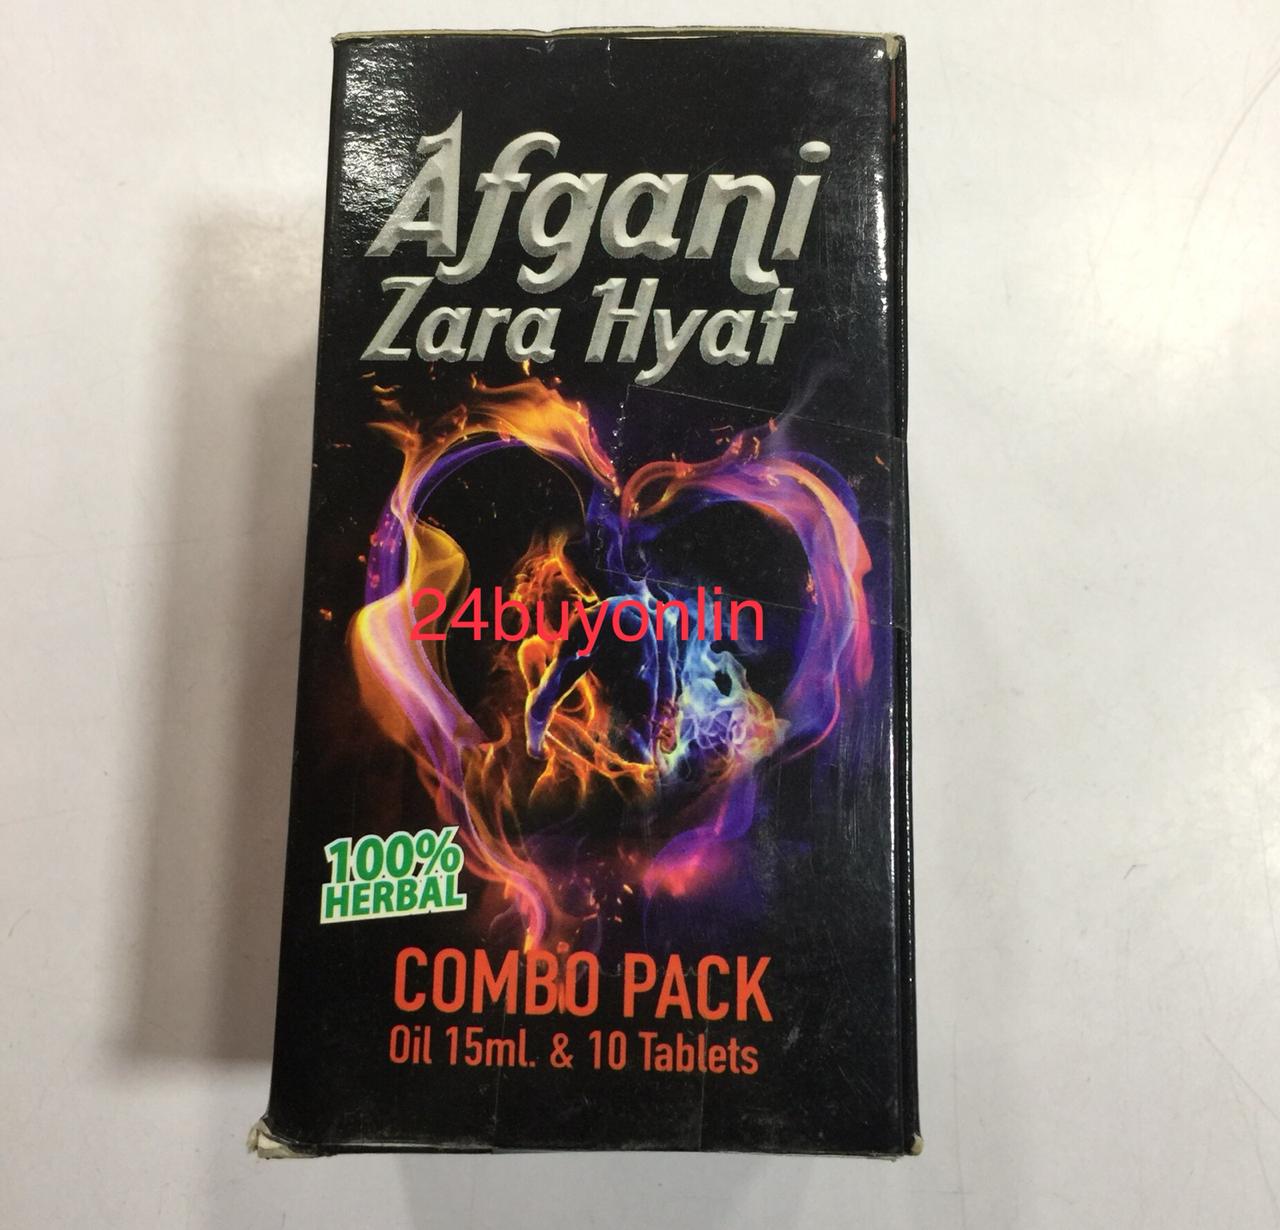 Afgani
Zara Hyat
24buyonlin
100%
HERBAL
COMBO PACK
Oil 15ml. & 10 Tablets